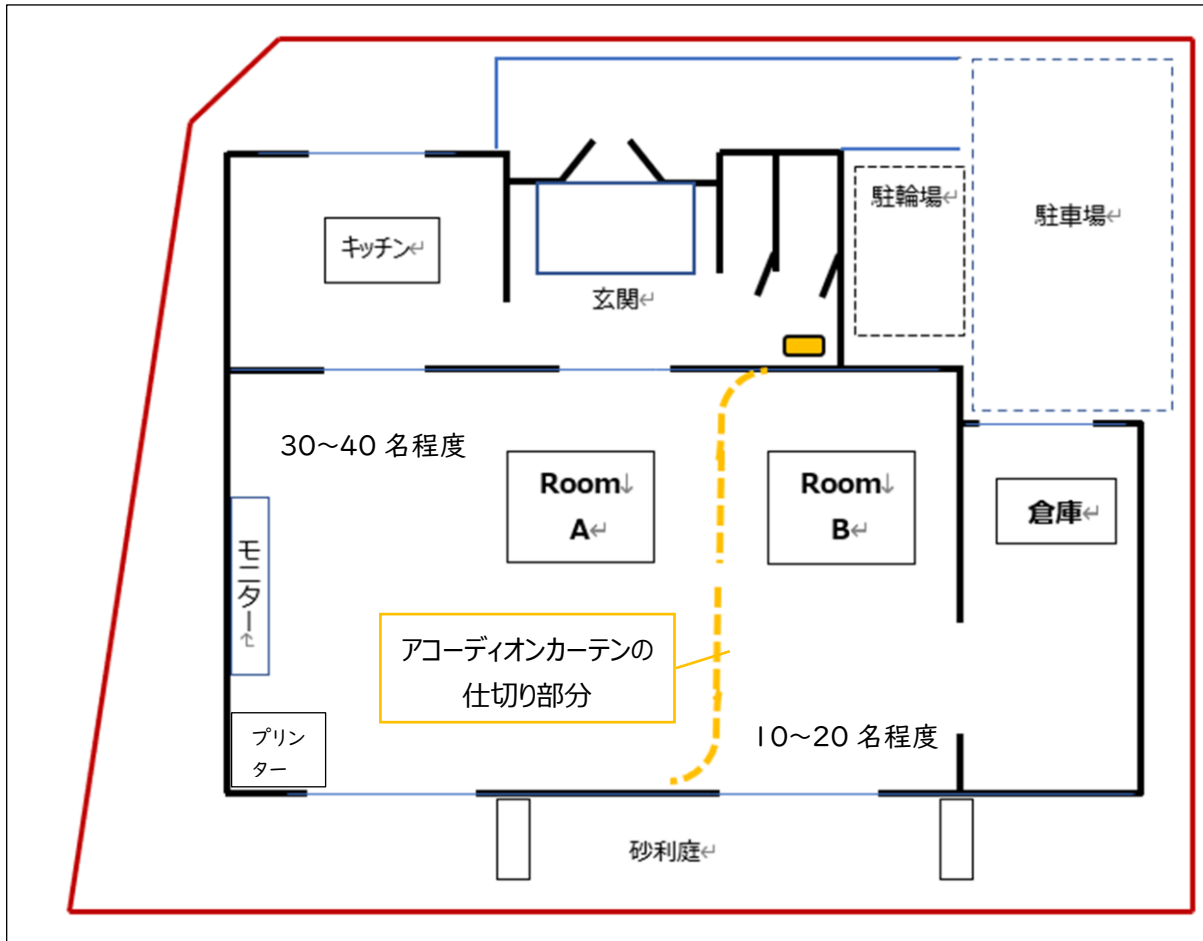 駐輪場↵
駐車場↵
キッチン↵
玄関↵
30～40 名程度
Room↓
A↵
Room↓
B↵
倉庫↵
モニター↵
アコーディオンカーテンの
仕切り部分
プリン
ター
10～20 名程度
砂利庭↵